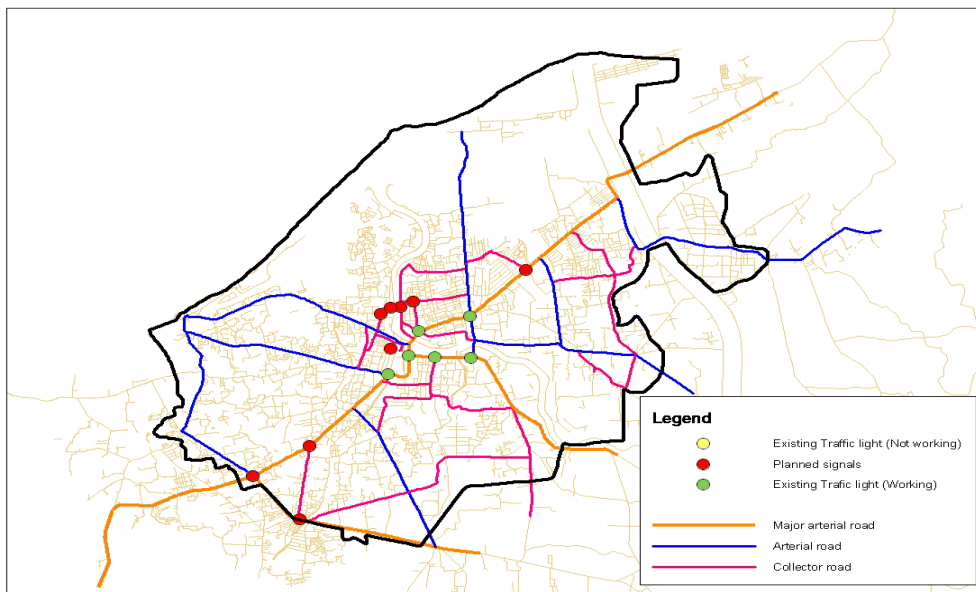 Legend
Existing Traffic light (Not working)
Planned signals
Existing Trafic light (Working)
Major arterial road
Arterial road
Collector road